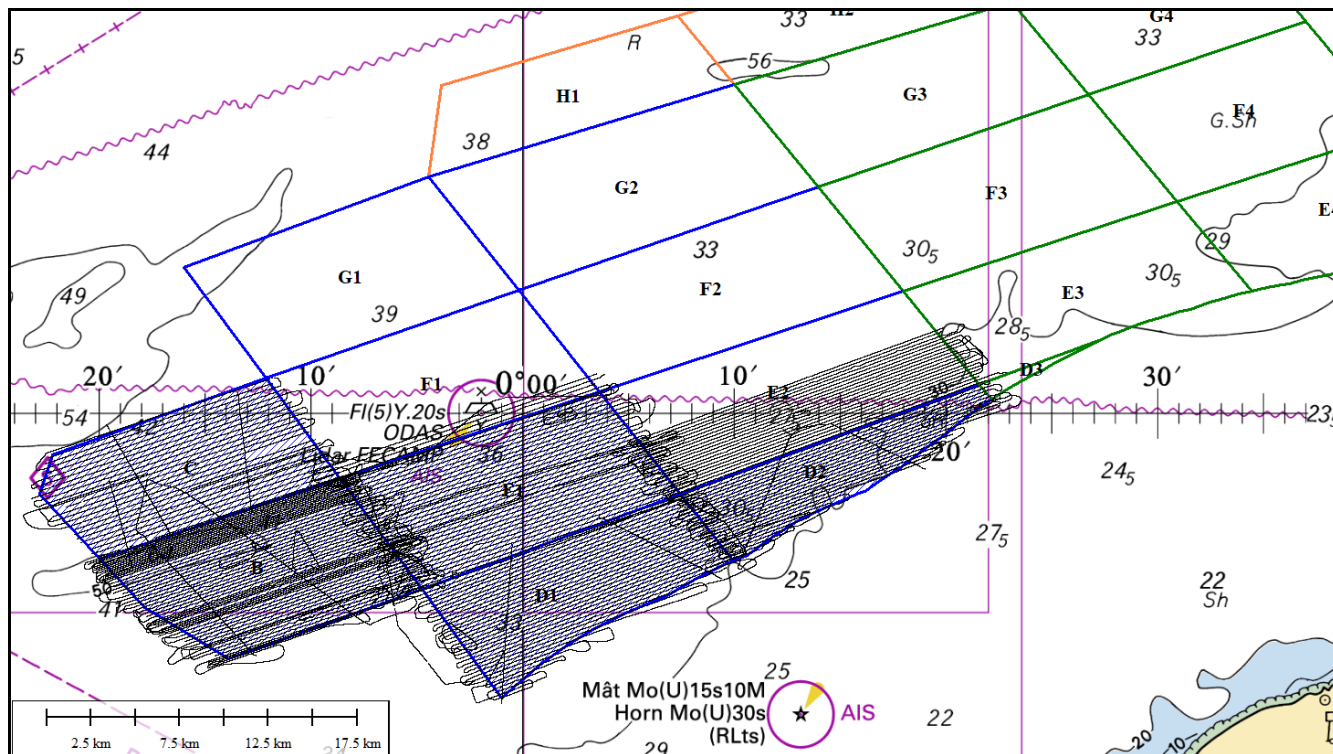 H2
33
G4
33
5
R
56
H1
G3
F4
G.Sh
38
44
G2
F3
E4
29
33
30₅
30₅
G1
F2
E3
49
39
28₅
D3
20′
10′
F1
0°00′
10′
E2
30′
54
Fl(5)Y.20s
ODAS
Lidar FECAMP
AIS
36
23
20′
C
D2
24₅
E1
27₅
B
50
41
25
22
Sh
D1
33
25
Mât Mo(U)15s10M
Horn Mo(U)30s
(RLts)
AIS
22
29
20
10
2.5 km
7.5 km
12.5 km
17.5 km